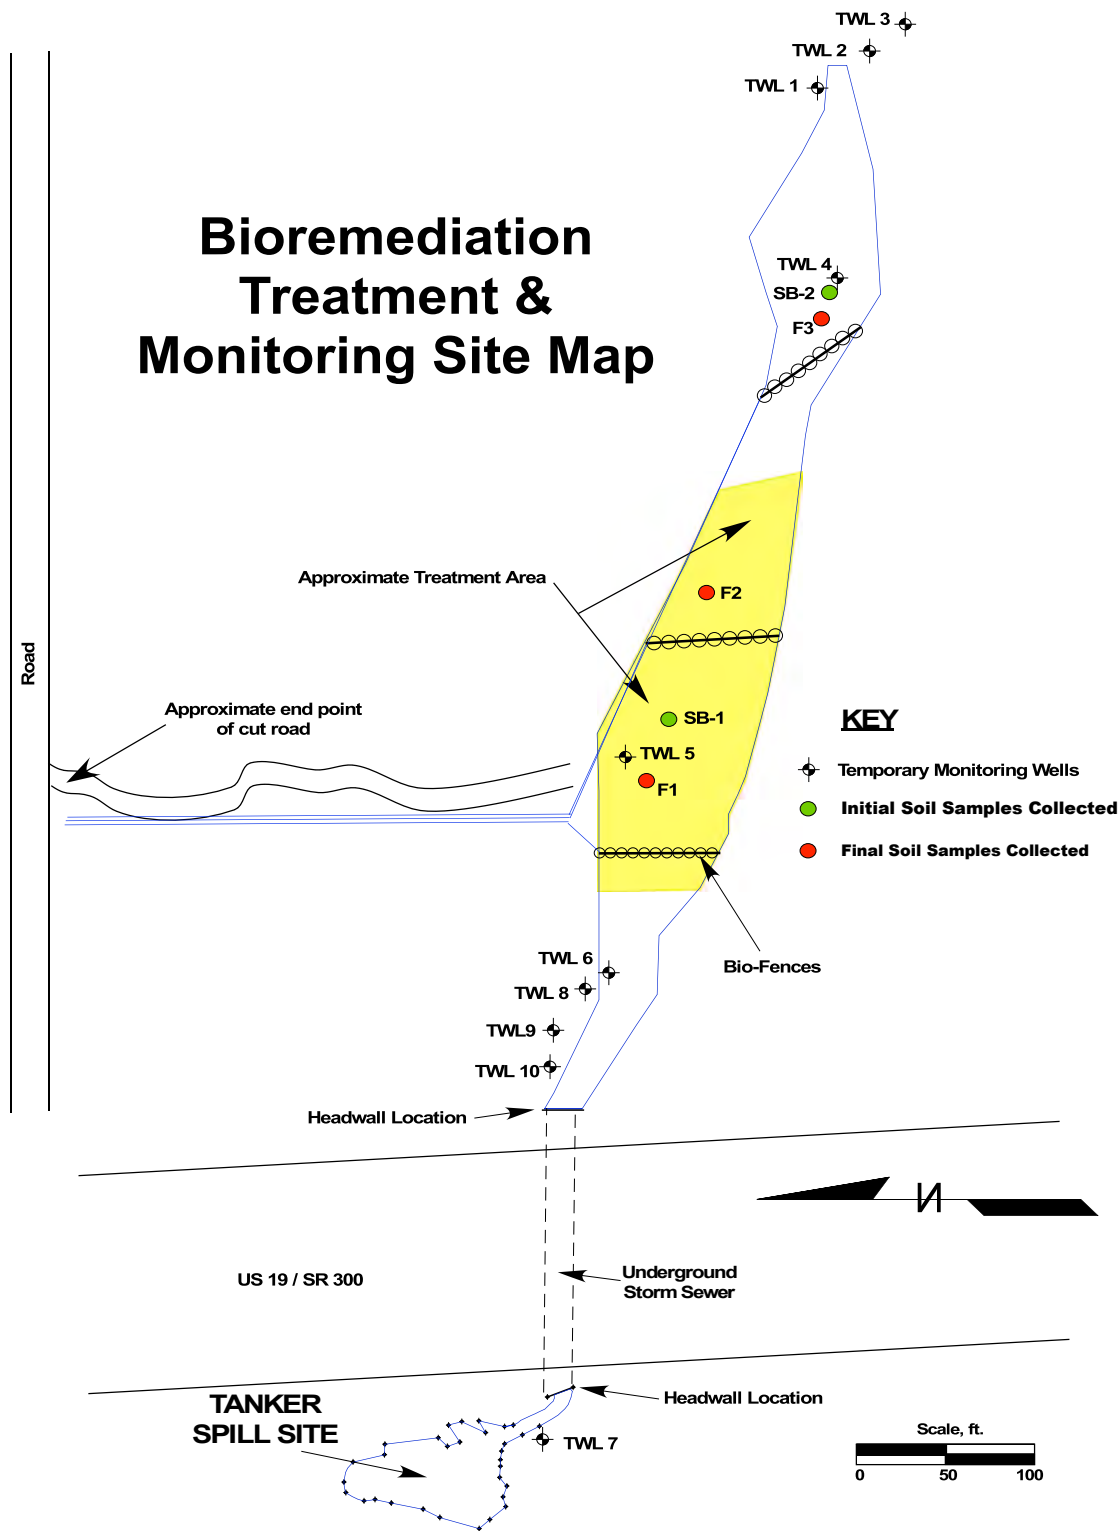 TWL 3
TWL 2
TWL 1
Bioremediation
Treatment &
Monitoring Site Map
TWL 4
SB-2
F3
Approximate Treatment Area
F2
Road
Approximate end point
of cut road
SB-1
TWL 5
F1
KEY
Temporary Monitoring Wells
Initial Soil Samples Collected
Final Soil Samples Collected
Bio-Fences
TWL 6
TWL 8
TWL9
TWL 10
Headwall Location
N
US 19 / SR 300
Underground
Storm Sewer
TANKER
SPILL SITE
Headwall Location
TWL 7
Scale, ft.
0 50 100